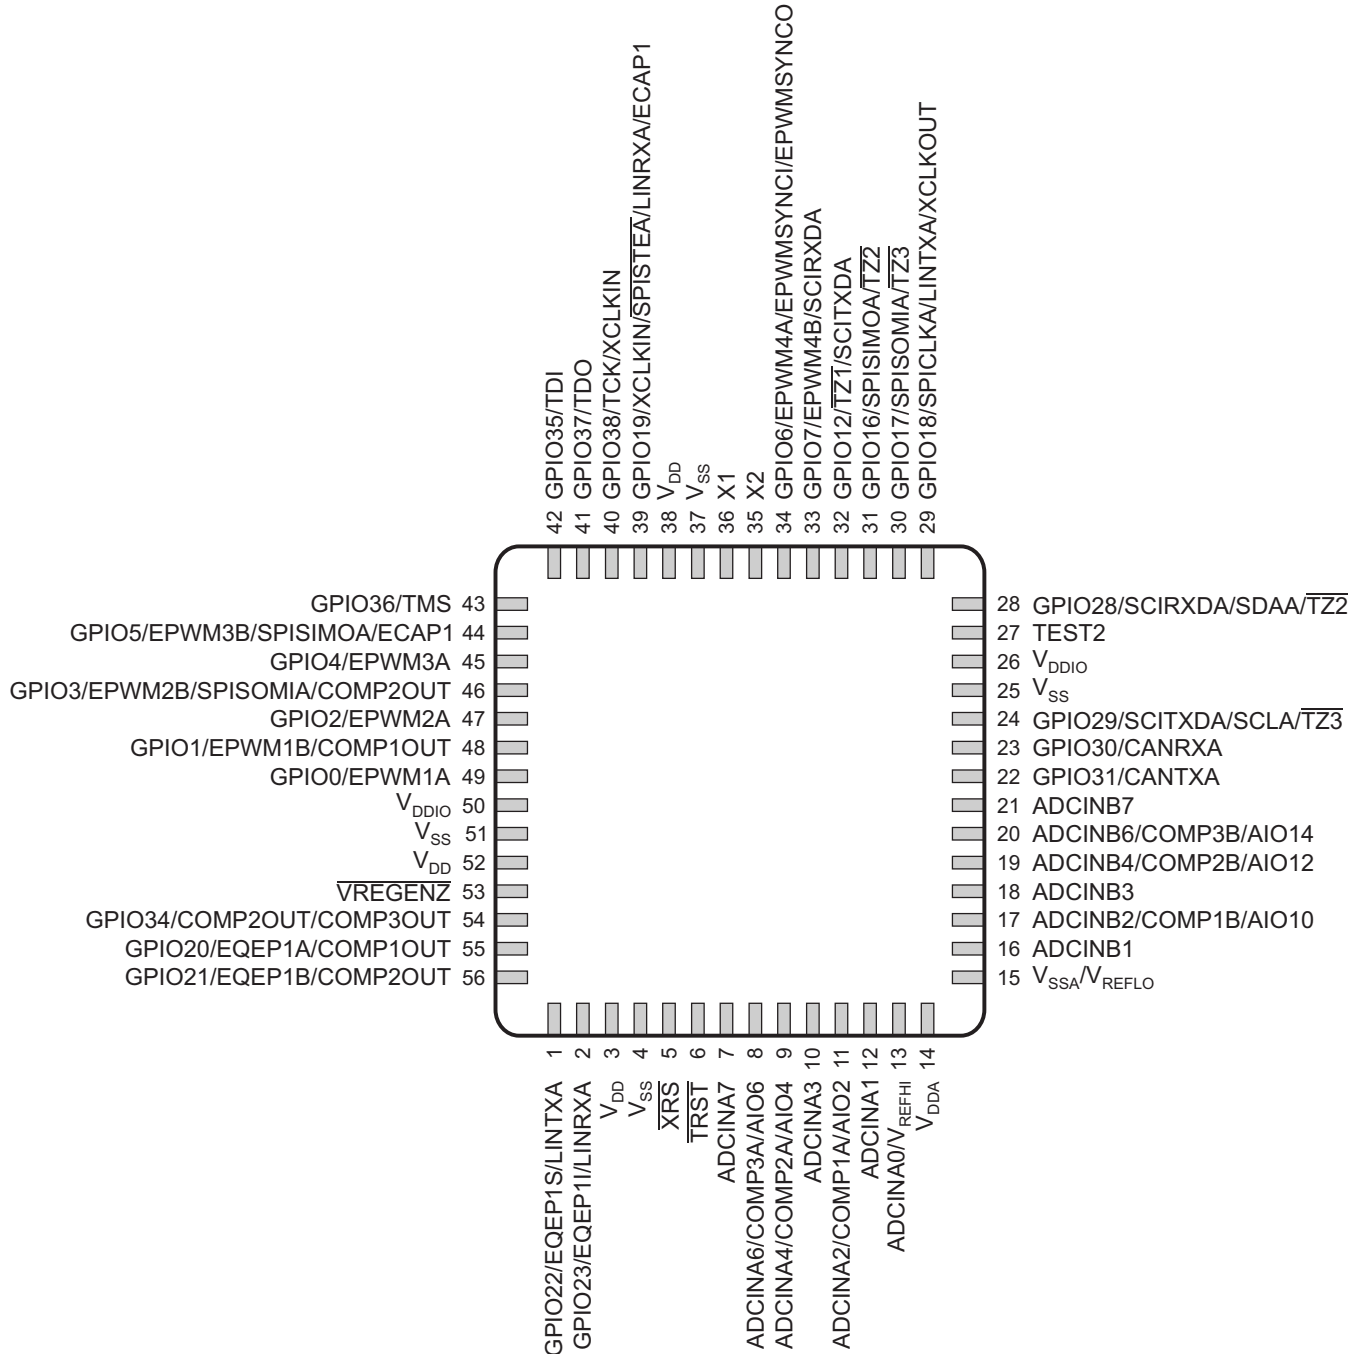 42 GPIO35/TDI
41 GPIO37/TDO
40 GPIO38/TCK/XCLKIN
39 GPIO19/XCLKIN/SPISTEA/LINRXA/ECAP1
38 VDD
37 VSS
36 X1
35 X2
34 GPIO6/EPWM4A/EPWMSYNCI/EPWMSYNCO
33 GPIO7/EPWM4B/SCIRXDA
32 GPIO12/TZ1/SCITXDA
31 GPIO16/SPISIMOA/TZ2
30 GPIO17/SPISOMIA/TZ3
29 GPIO18/SPICLKA/LINTXA/XCLKOUT
GPIO36/TMS 43
GPIO5/EPWM3B/SPISIMOA/ECAP1 44
GPIO4/EPWM3A 45
GPIO3/EPWM2B/SPISOMIA/COMP2OUT 46
GPIO2/EPWM2A 47
GPIO1/EPWM1B/COMP1OUT 48
GPIO0/EPWM1A 49
VDDIO 50
VSS 51
VDD 52
VREGENZ 53
GPIO34/COMP2OUT/COMP3OUT 54
GPIO20/EQEP1A/COMP1OUT 55
GPIO21/EQEP1B/COMP2OUT 56
28 GPIO28/SCIRXDA/SDAA/TZ2
27 TEST2
26 VDDIO
25 VSS
24 GPIO29/SCITXDA/SCLA/TZ3
23 GPIO30/CANRXA
22 GPIO31/CANTXA
21 ADCINB7
20 ADCINB6/COMP3B/AIO14
19 ADCINB4/COMP2B/AIO12
18 ADCINB3
17 ADCINB2/COMP1B/AIO10
16 ADCINB1
15 VSSA/VREFLO
GPIO22/EQEP1S/LINTXA 1
GPIO23/EQEP1I/LINRXA 2
VDD 3
VSS 4
XRS 5
TRST 6
ADCINA7 7
ADCINA6/COMP3A/AIO6 8
ADCINA4/COMP2A/AIO4 9
ADCINA3 10
ADCINA2/COMP1A/AIO2 11
ADCINA1 12
ADCINA0/VREFHI 13
VDDA 14